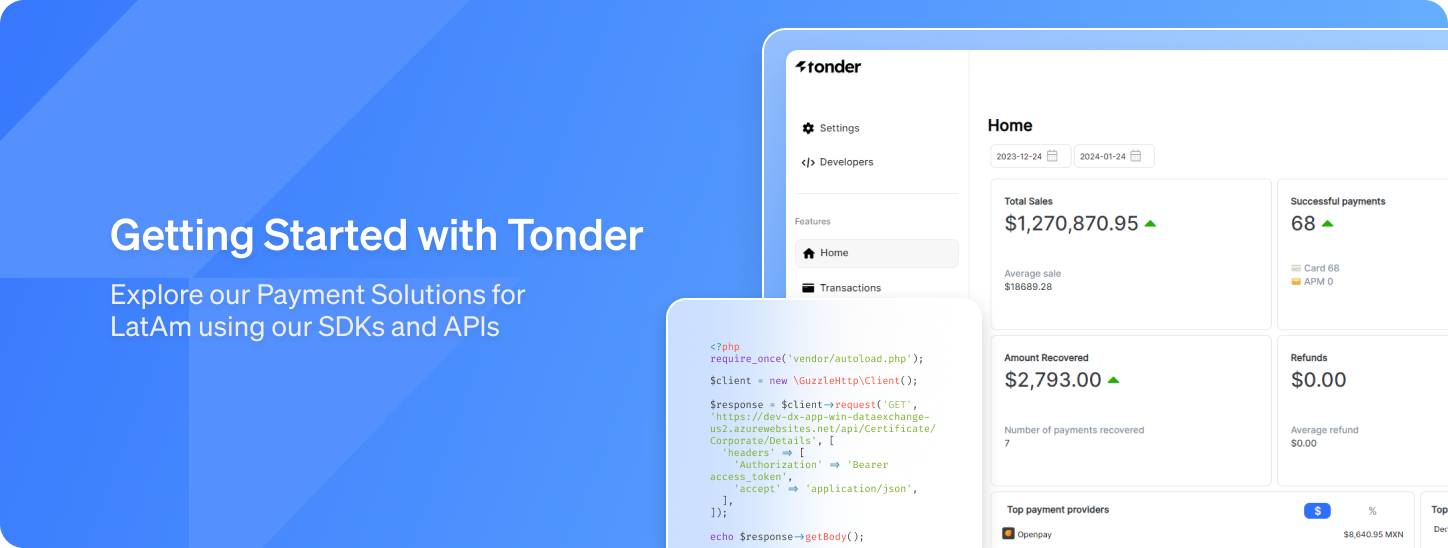 Getting Started with Tonder
Explore our Payment Solutions for
LatAm using our SDKs and APIs
tonder
Settings
Developers
Features
Home
Transactions
Home
2023-12-24
2024-01-24
Total Sales
$1,270,870.95
Average sale
$18689.28
Successful payments
68
Card 68
APM 0
Amount Recovered
$2,793.00
Number of payments recovered
7
Refunds
$0.00
Average refund
$0.00
Top payment providers
$
%
Openpay
$8,640.95 MXN
Top
Dec
<?php
require_once('vendor/autoload.php');
$client = new \GuzzleHttp\Client();
$response = $client→request('GET',
'https://dev-dx-app-win-dataexchange-
us2.azurewebsites.net/api/Certificate/
Corporate/Details', [
'headers' ⇒ [
'Authorization' ⇒ 'Bearer
access_token',
'accept' ⇒ 'application/json',
],
]);
echo $response→getBody();